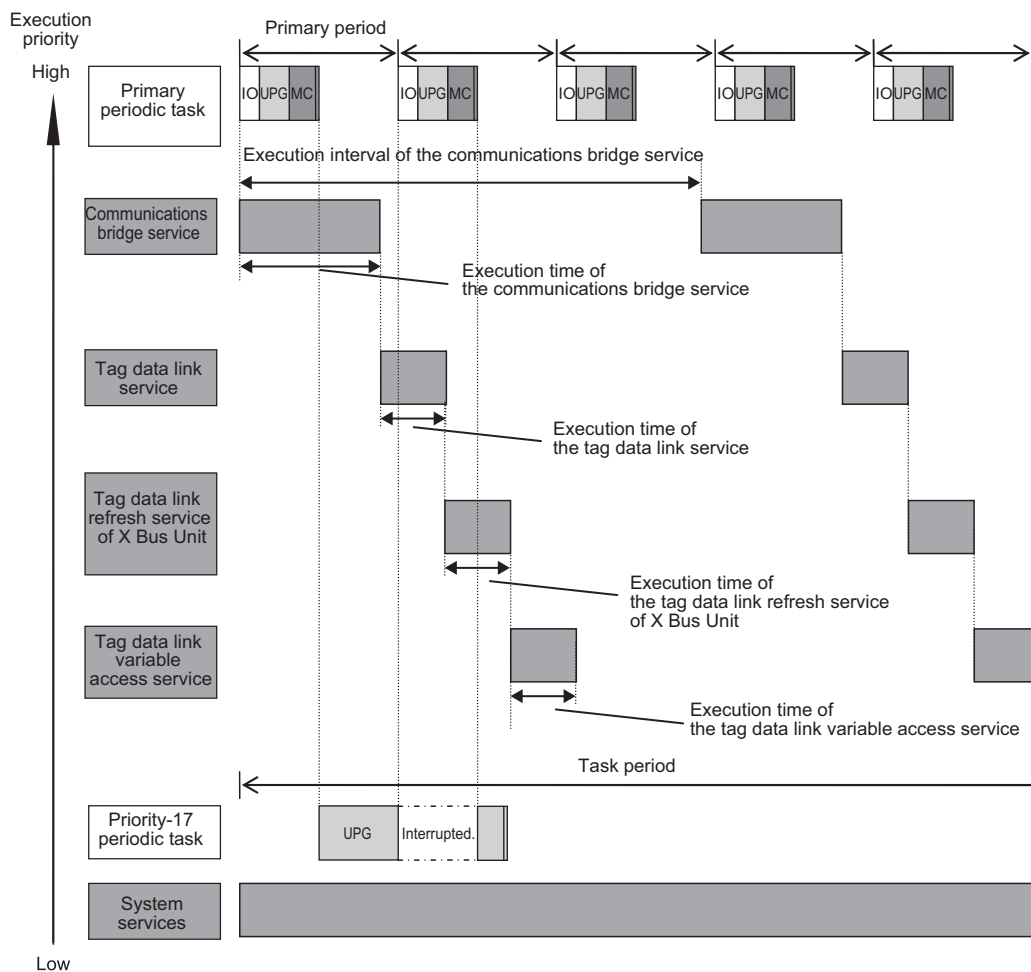 Execution
priority
High
Primary period
Primary
periodic task
IO UPG MC
IO UPG MC
IO UPG MC
IO UPG MC
IO UPG MC
Execution interval of the communications bridge service
Communications
bridge service
Execution time of
the communications bridge service
Tag data link
service
Execution time of
the tag data link service
Tag data link
refresh service
of X Bus Unit
Execution time of
the tag data link refresh service
of X Bus Unit
Tag data link
variable
access service
Execution time of
the tag data link variable access service
Task period
Priority-17
periodic task
UPG
Interrupted.
System
services
Low